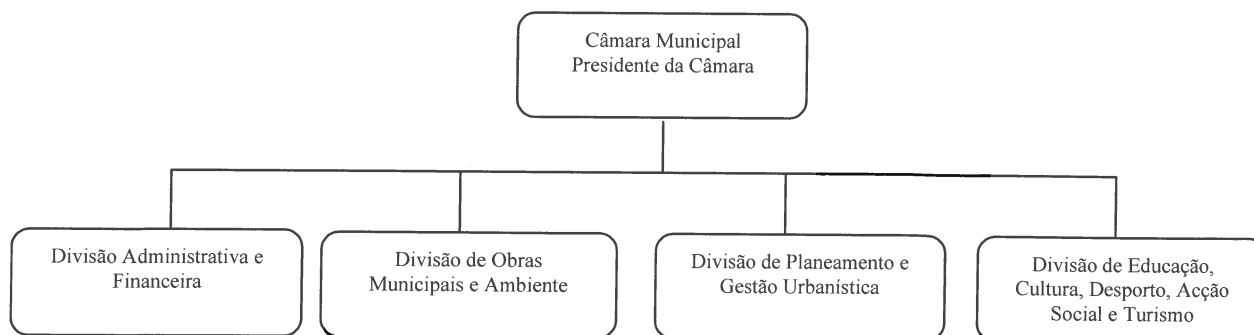 Câmara Municipal
Presidente da Câmara
Divisão Administrativa e
Financeira
Divisão de Obras
Municipais e Ambiente
Divisão de Planeamento e
Gestão Urbanística
Divisão de Educação,
Cultura, Desporto, Acção
Social e Turismo